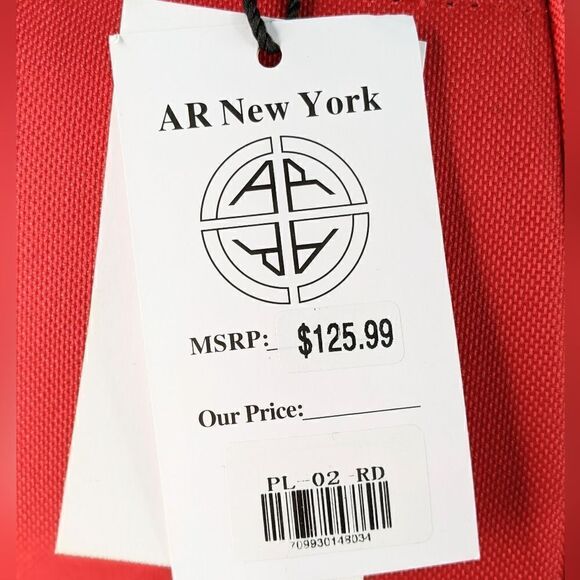 AR New York
AR
AR
MSRP: $125.99
Our Price:
PL-02-RD
709930148034